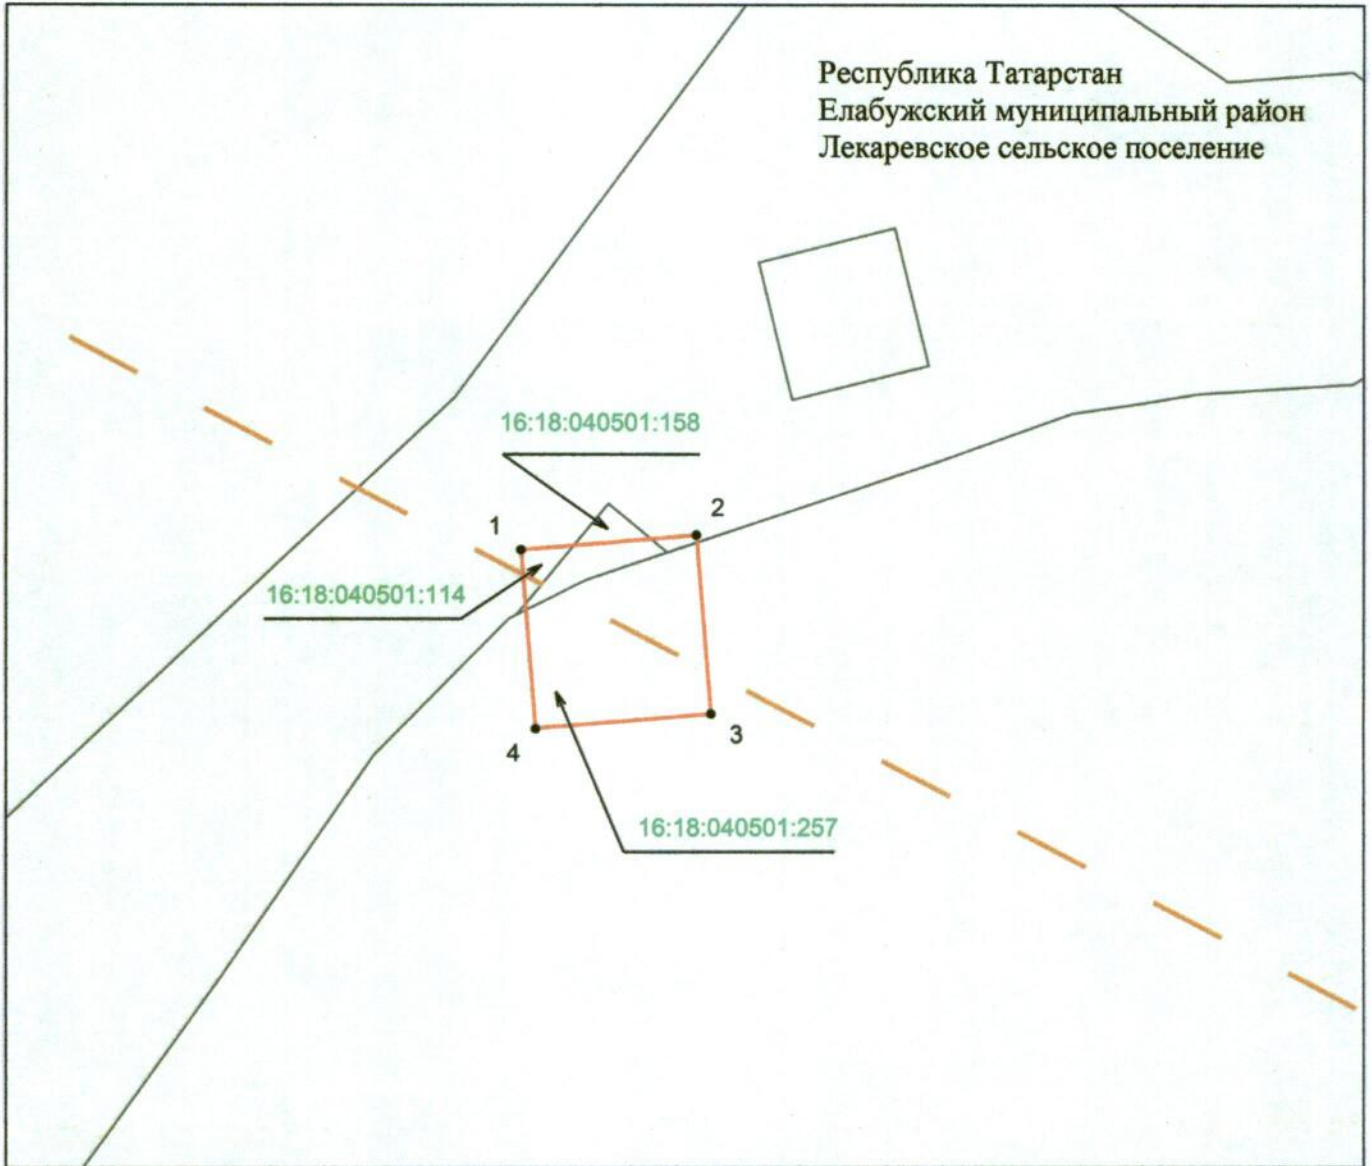 Республика Татарстан
Елабужский муниципальный район
Лекаревское сельское поселение
16:18:040501:158
1
2
16:18:040501:114
4
3
16:18:040501:257